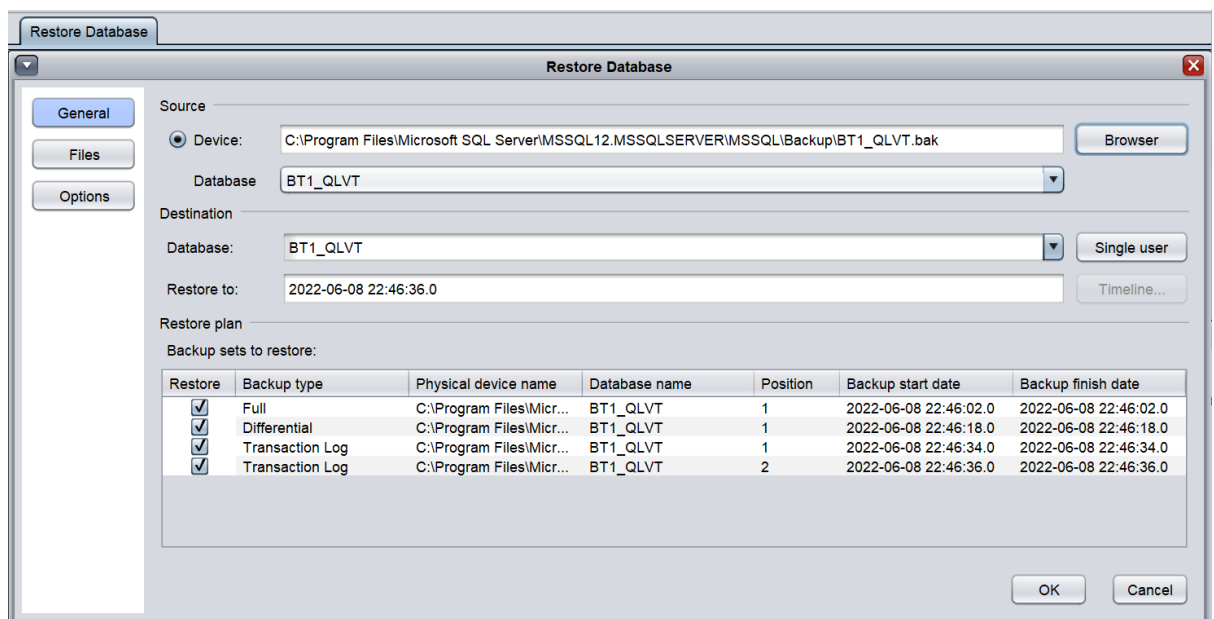 Restore Database
Restore Database
General
Files
Options
Source
Device: C:\Program Files\Microsoft SQL Server\MSSQL12.MSSQLSERVER\MSSQL\Backup\BT1_QLVT.bak Browser
Database BT1_QLVT
Destination
Database: BT1_QLVT Single user
Restore to: 2022-06-08 22:46:36.0 Timeline...
Restore plan
Backup sets to restore:
Restore Backup type Physical device name Database name Position Backup start date Backup finish date
Full C:\Program Files\Micr... BT1_QLVT 1 2022-06-08 22:46:02.0 2022-06-08 22:46:02.0
Differential C:\Program Files\Micr... BT1_QLVT 1 2022-06-08 22:46:18.0 2022-06-08 22:46:18.0
Transaction Log C:\Program Files\Micr... BT1_QLVT 1 2022-06-08 22:46:34.0 2022-06-08 22:46:34.0
Transaction Log C:\Program Files\Micr... BT1_QLVT 2 2022-06-08 22:46:36.0 2022-06-08 22:46:36.0
OK Cancel